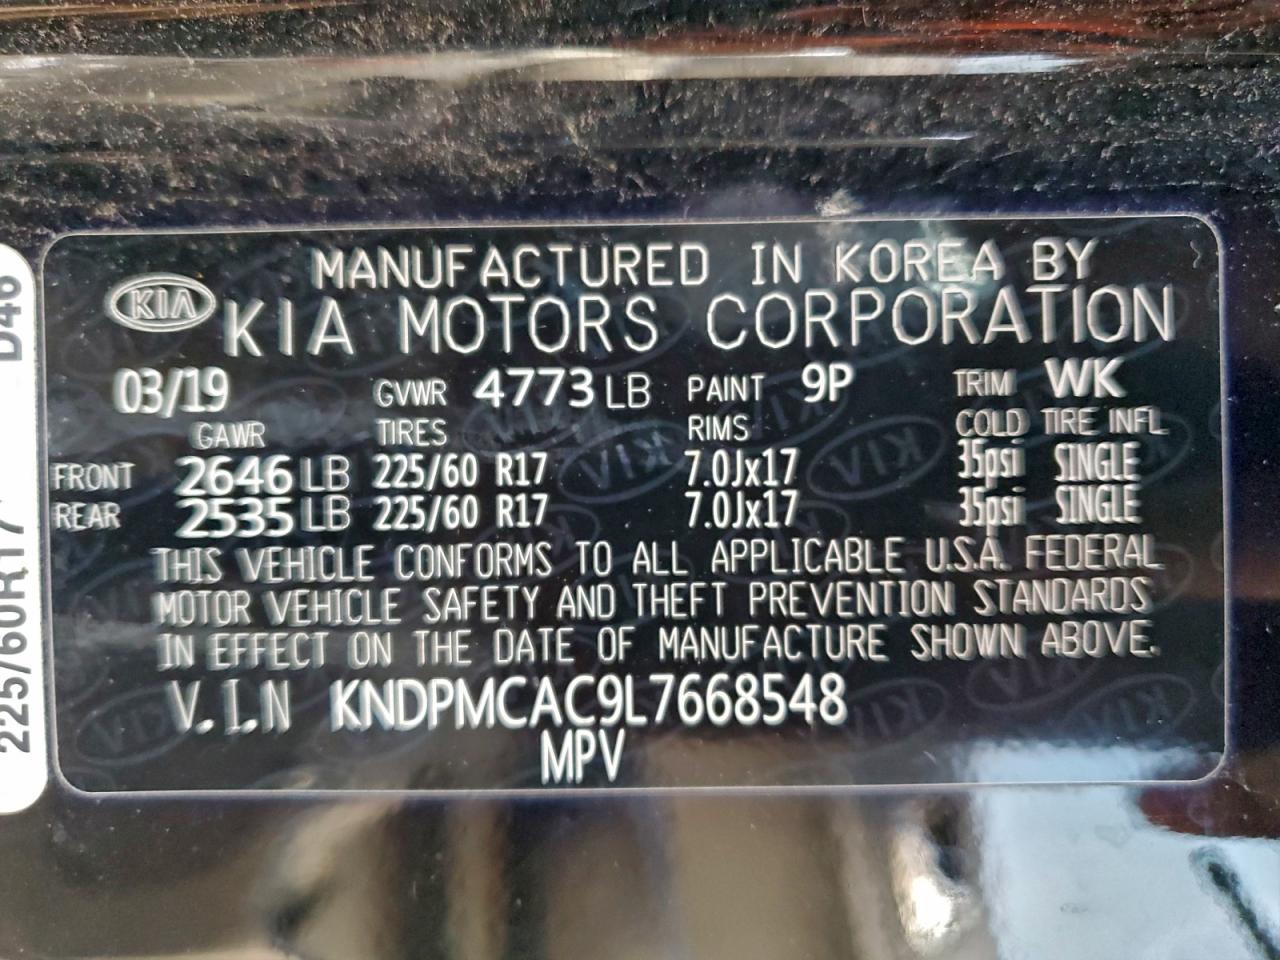 MANUFACTURED IN KOREA BY
KIA KIA MOTORS CORPORATION
03/19 GVWR 4773 LB PAINT 9P TRIM WK
GAWR TIRES RIMS COLD TIRE INFL
FRONT 2646 LB 225/60 R17 7.0Jx17 35psi SINGLE
REAR 2535 LB 225/60 R17 7.0Jx17 35psi SINGLE
THIS VEHICLE CONFORMS TO ALL APPLICABLE U.S.A. FEDERAL
MOTOR VEHICLE SAFETY AND THEFT PREVENTION STANDARDS
IN EFFECT ON THE DATE OF MANUFACTURE SHOWN ABOVE.
V.I.N KNDPMCAC9L7668548
MPV
225/60R17